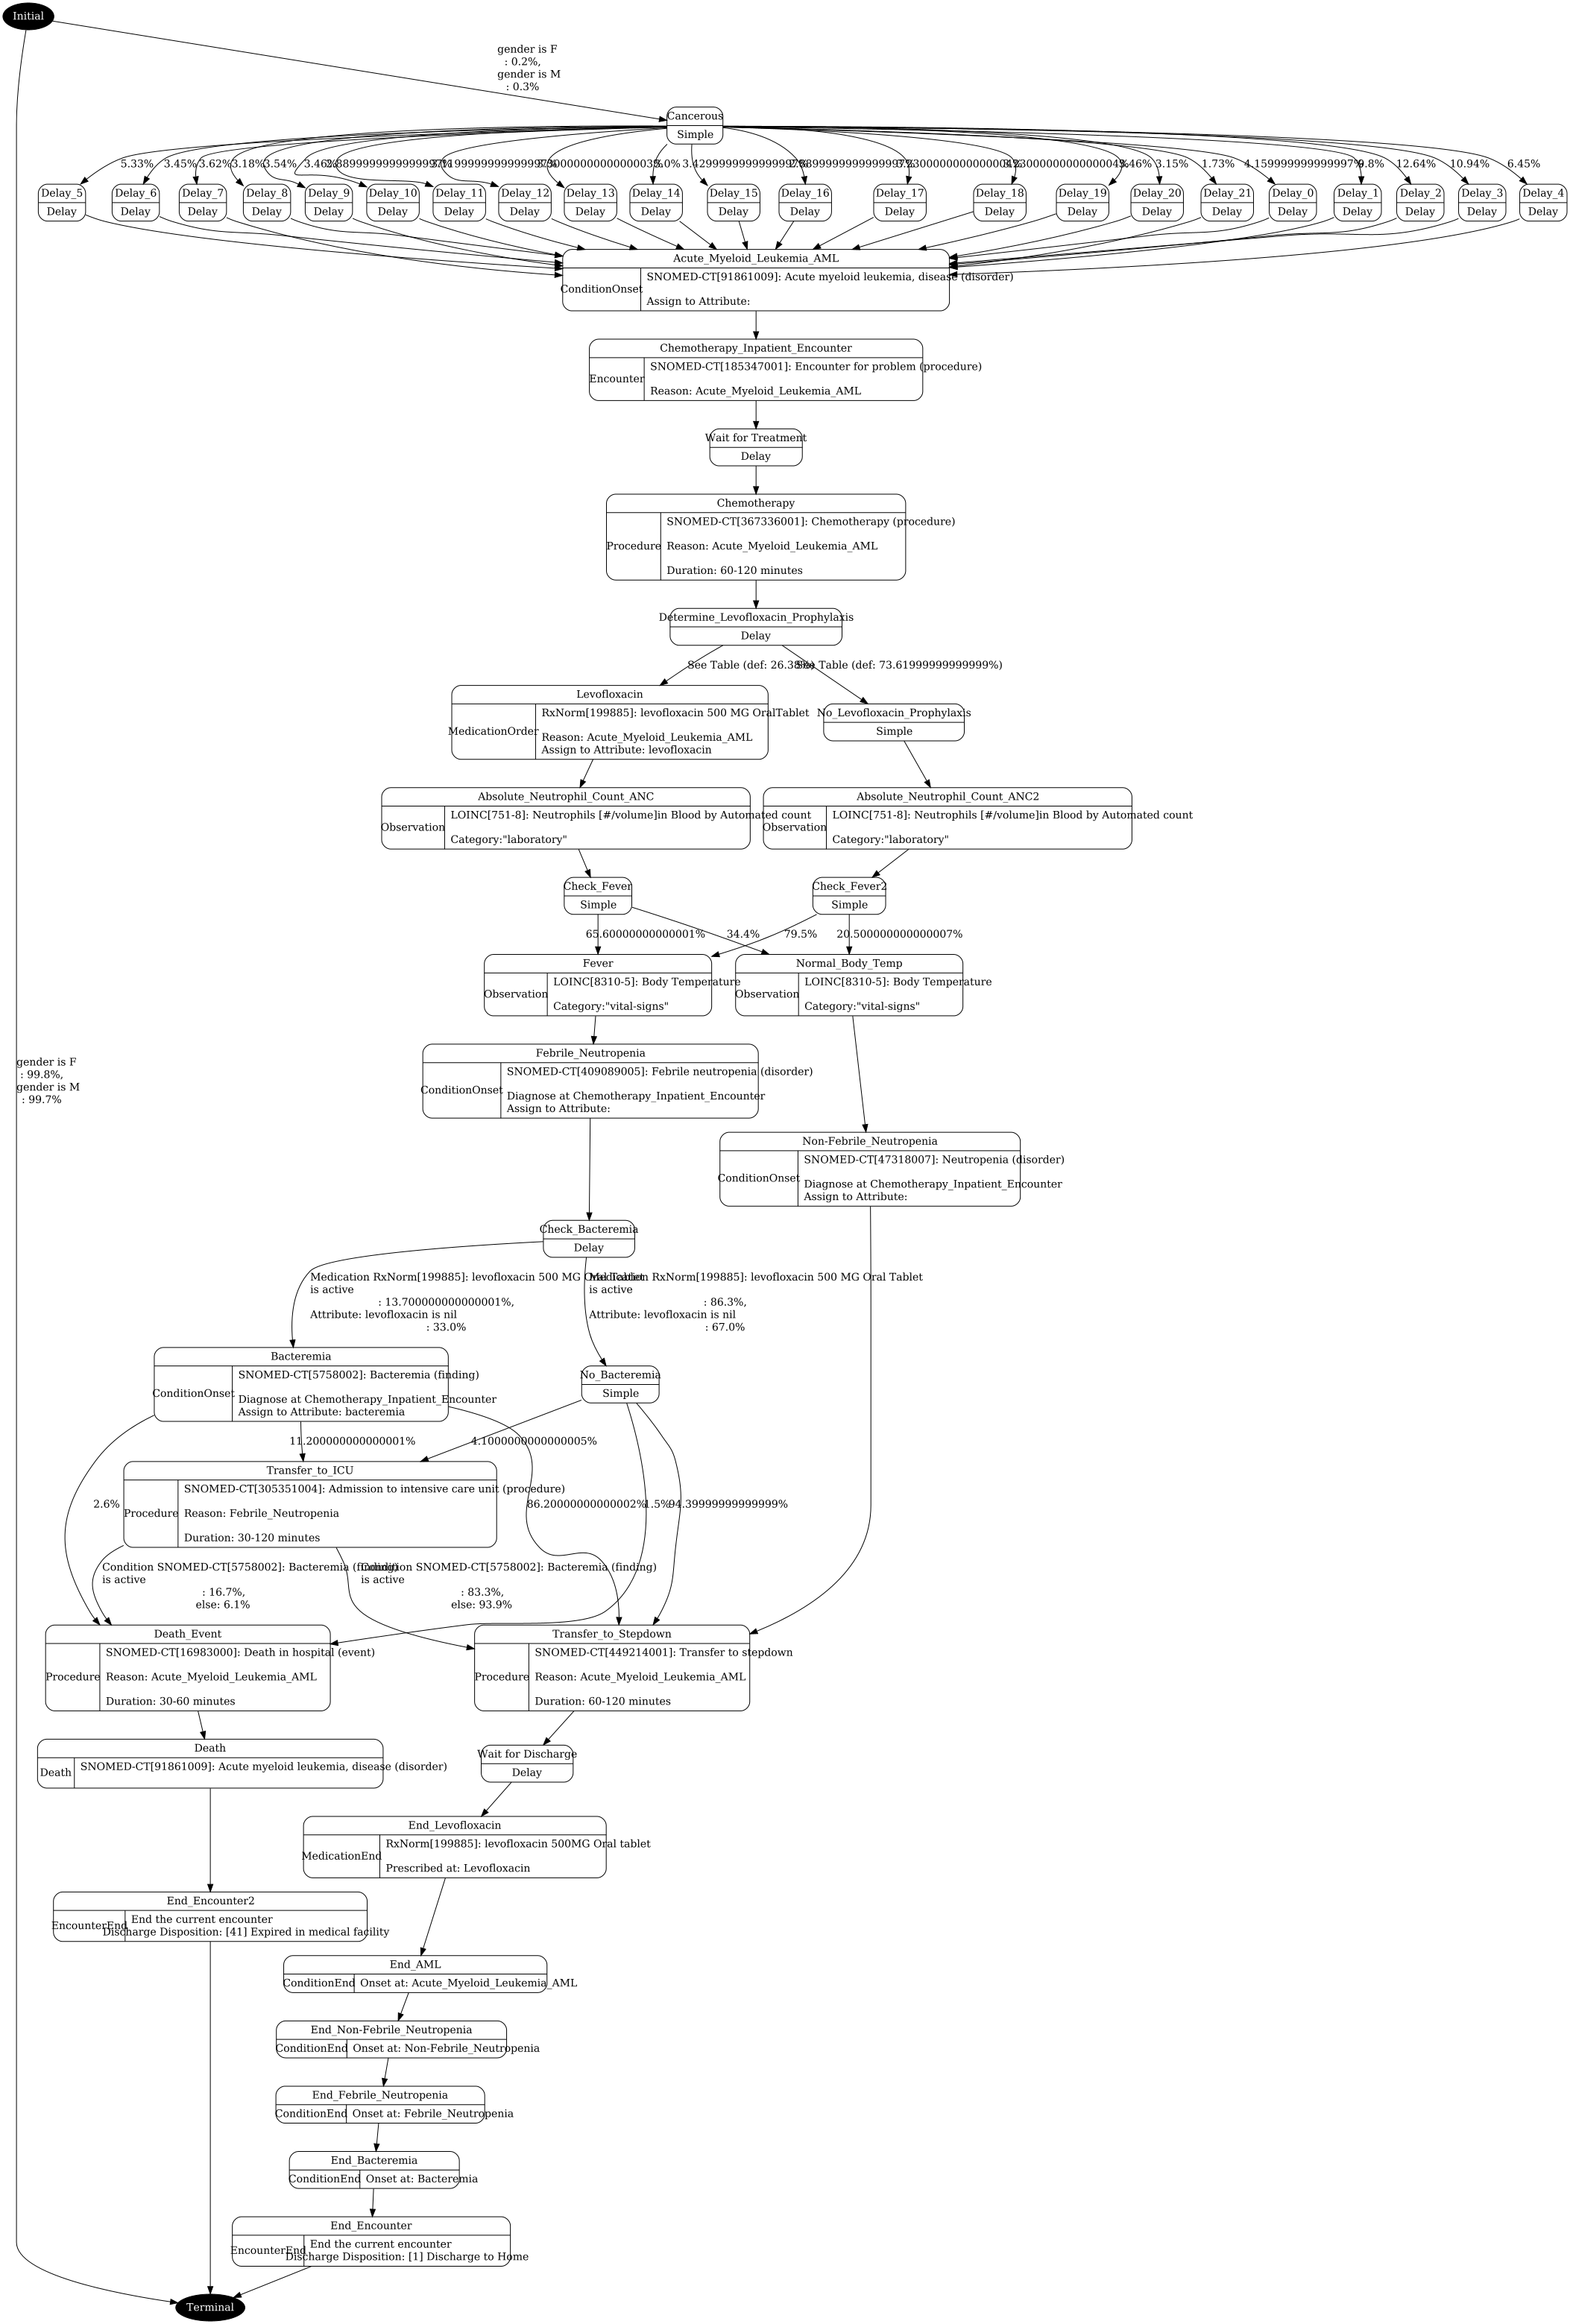 Initial
gender is F
: 0.2%,
gender is M
: 0.3%
Cancerous
Simple
5.33%
3.45%
3.62%
3.18%
3.54%
3.46%
3.0%
3.46%
3.15%
1.73%
4.159999999999997%
9.8%
12.64%
10.94%
6.45%
Delay_5
Delay
Delay_6
Delay
Delay_7
Delay
Delay_8
Delay
Delay_9
Delay
Delay_10
Delay
Delay_11
Delay
Delay_12
Delay
Delay_13
Delay
Delay_14
Delay
Delay_15
Delay
Delay_16
Delay
Delay_17
Delay
Delay_18
Delay
Delay_19
Delay
Delay_20
Delay
Delay_21
Delay
Delay_0
Delay
Delay_1
Delay
Delay_2
Delay
Delay_3
Delay
Delay_4
Delay
Acute_Myeloid_Leukemia_AML
ConditionOnset
SNOMED-CT[91861009]: Acute myeloid leukemia, disease (disorder)
Assign to Attribute:
Chemotherapy_Inpatient_Encounter
Encounter
SNOMED-CT[185347001]: Encounter for problem (procedure)
Reason: Acute_Myeloid_Leukemia_AML
Wait for Treatment
Delay
Chemotherapy
Procedure
SNOMED-CT[367336001]: Chemotherapy (procedure)
Reason: Acute_Myeloid_Leukemia_AML
Duration: 60-120 minutes
Determine_Levofloxacin_Prophylaxis
Delay
See Table (def: 26.38%)
See Table (def: 73.61999999999999%)
Levofloxacin
MedicationOrder
RxNorm[199885]: levofloxacin 500 MG OralTablet
Reason: Acute_Myeloid_Leukemia_AML
Assign to Attribute: levofloxacin
No_Levofloxacin_Prophylaxis
Simple
Absolute_Neutrophil_Count_ANC
Observation
LOINC[751-8]: Neutrophils [#/volume]in Blood by Automated count
Category:"laboratory"
Absolute_Neutrophil_Count_ANC2
Observation
LOINC[751-8]: Neutrophils [#/volume]in Blood by Automated count
Category:"laboratory"
Check_Fever
Simple
Check_Fever2
Simple
65.60000000000001%
34.4%
79.5%
20.500000000000007%
Fever
Observation
LOINC[8310-5]: Body Temperature
Category:"vital-signs"
Normal_Body_Temp
Observation
LOINC[8310-5]: Body Temperature
Category:"vital-signs"
gender is F
: 99.8%,
gender is M
: 99.7%
Febrile_Neutropenia
ConditionOnset
SNOMED-CT[409089005]: Febrile neutropenia (disorder)
Diagnose at Chemotherapy_Inpatient_Encounter
Assign to Attribute:
Non-Febrile_Neutropenia
ConditionOnset
SNOMED-CT[47318007]: Neutropenia (disorder)
Diagnose at Chemotherapy_Inpatient_Encounter
Assign to Attribute:
Check_Bacteremia
Delay
Medication RxNorm[199885]: levofloxacin 500 MG Oral Tablet
is active
: 13.700000000000001%,
Attribute: levofloxacin is nil
: 33.0%
Medication RxNorm[199885]: levofloxacin 500 MG Oral Tablet
is active
: 86.3%,
Attribute: levofloxacin is nil
: 67.0%
Bacteremia
ConditionOnset
SNOMED-CT[5758002]: Bacteremia (finding)
Diagnose at Chemotherapy_Inpatient_Encounter
Assign to Attribute: bacteremia
No_Bacteremia
Simple
11.200000000000001%
4.1000000000000005%
Transfer_to_ICU
Procedure
SNOMED-CT[305351004]: Admission to intensive care unit (procedure)
Reason: Febrile_Neutropenia
Duration: 30-120 minutes
2.6%
86.20000000000002%
1.5%
94.39999999999999%
Condition SNOMED-CT[5758002]: Bacteremia (finding)
is active
: 16.7%,
else: 6.1%
Condition SNOMED-CT[5758002]: Bacteremia (finding)
is active
: 83.3%,
else: 93.9%
Death_Event
Procedure
SNOMED-CT[16983000]: Death in hospital (event)
Reason: Acute_Myeloid_Leukemia_AML
Duration: 30-60 minutes
Transfer_to_Stepdown
Procedure
SNOMED-CT[449214001]: Transfer to stepdown
Reason: Acute_Myeloid_Leukemia_AML
Duration: 60-120 minutes
Death
Death
SNOMED-CT[91861009]: Acute myeloid leukemia, disease (disorder)
Wait for Discharge
Delay
End_Levofloxacin
MedicationEnd
RxNorm[199885]: levofloxacin 500MG Oral tablet
Prescribed at: Levofloxacin
End_Encounter2
EncounterEnd
End the current encounter
Discharge Disposition: [41] Expired in medical facility
End_AML
ConditionEnd
Onset at: Acute_Myeloid_Leukemia_AML
End_Non-Febrile_Neutropenia
ConditionEnd
Onset at: Non-Febrile_Neutropenia
End_Febrile_Neutropenia
ConditionEnd
Onset at: Febrile_Neutropenia
End_Bacteremia
ConditionEnd
Onset at: Bacteremia
End_Encounter
EncounterEnd
End the current encounter
Discharge Disposition: [1] Discharge to Home
Terminal